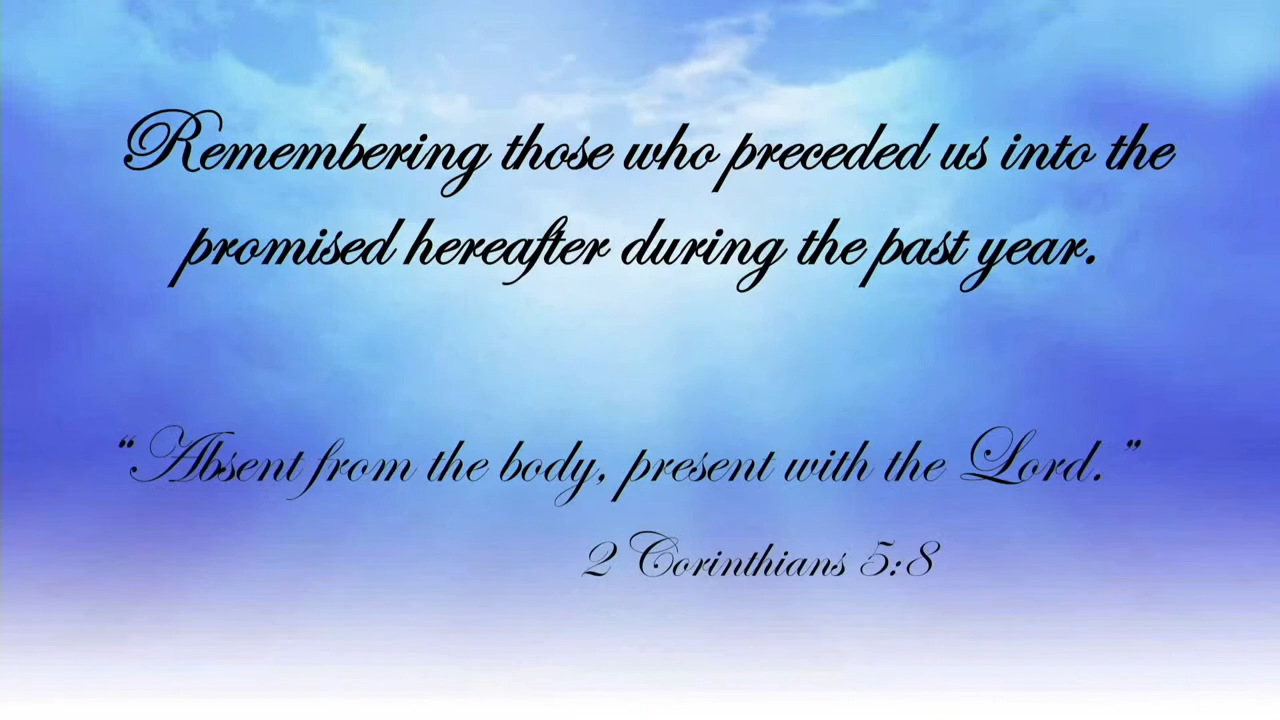 Remembering those who preceded us into the
promised hereafter during the past year.
“Absent from the body, present with the Lord.”
2 Corinthians 5:8